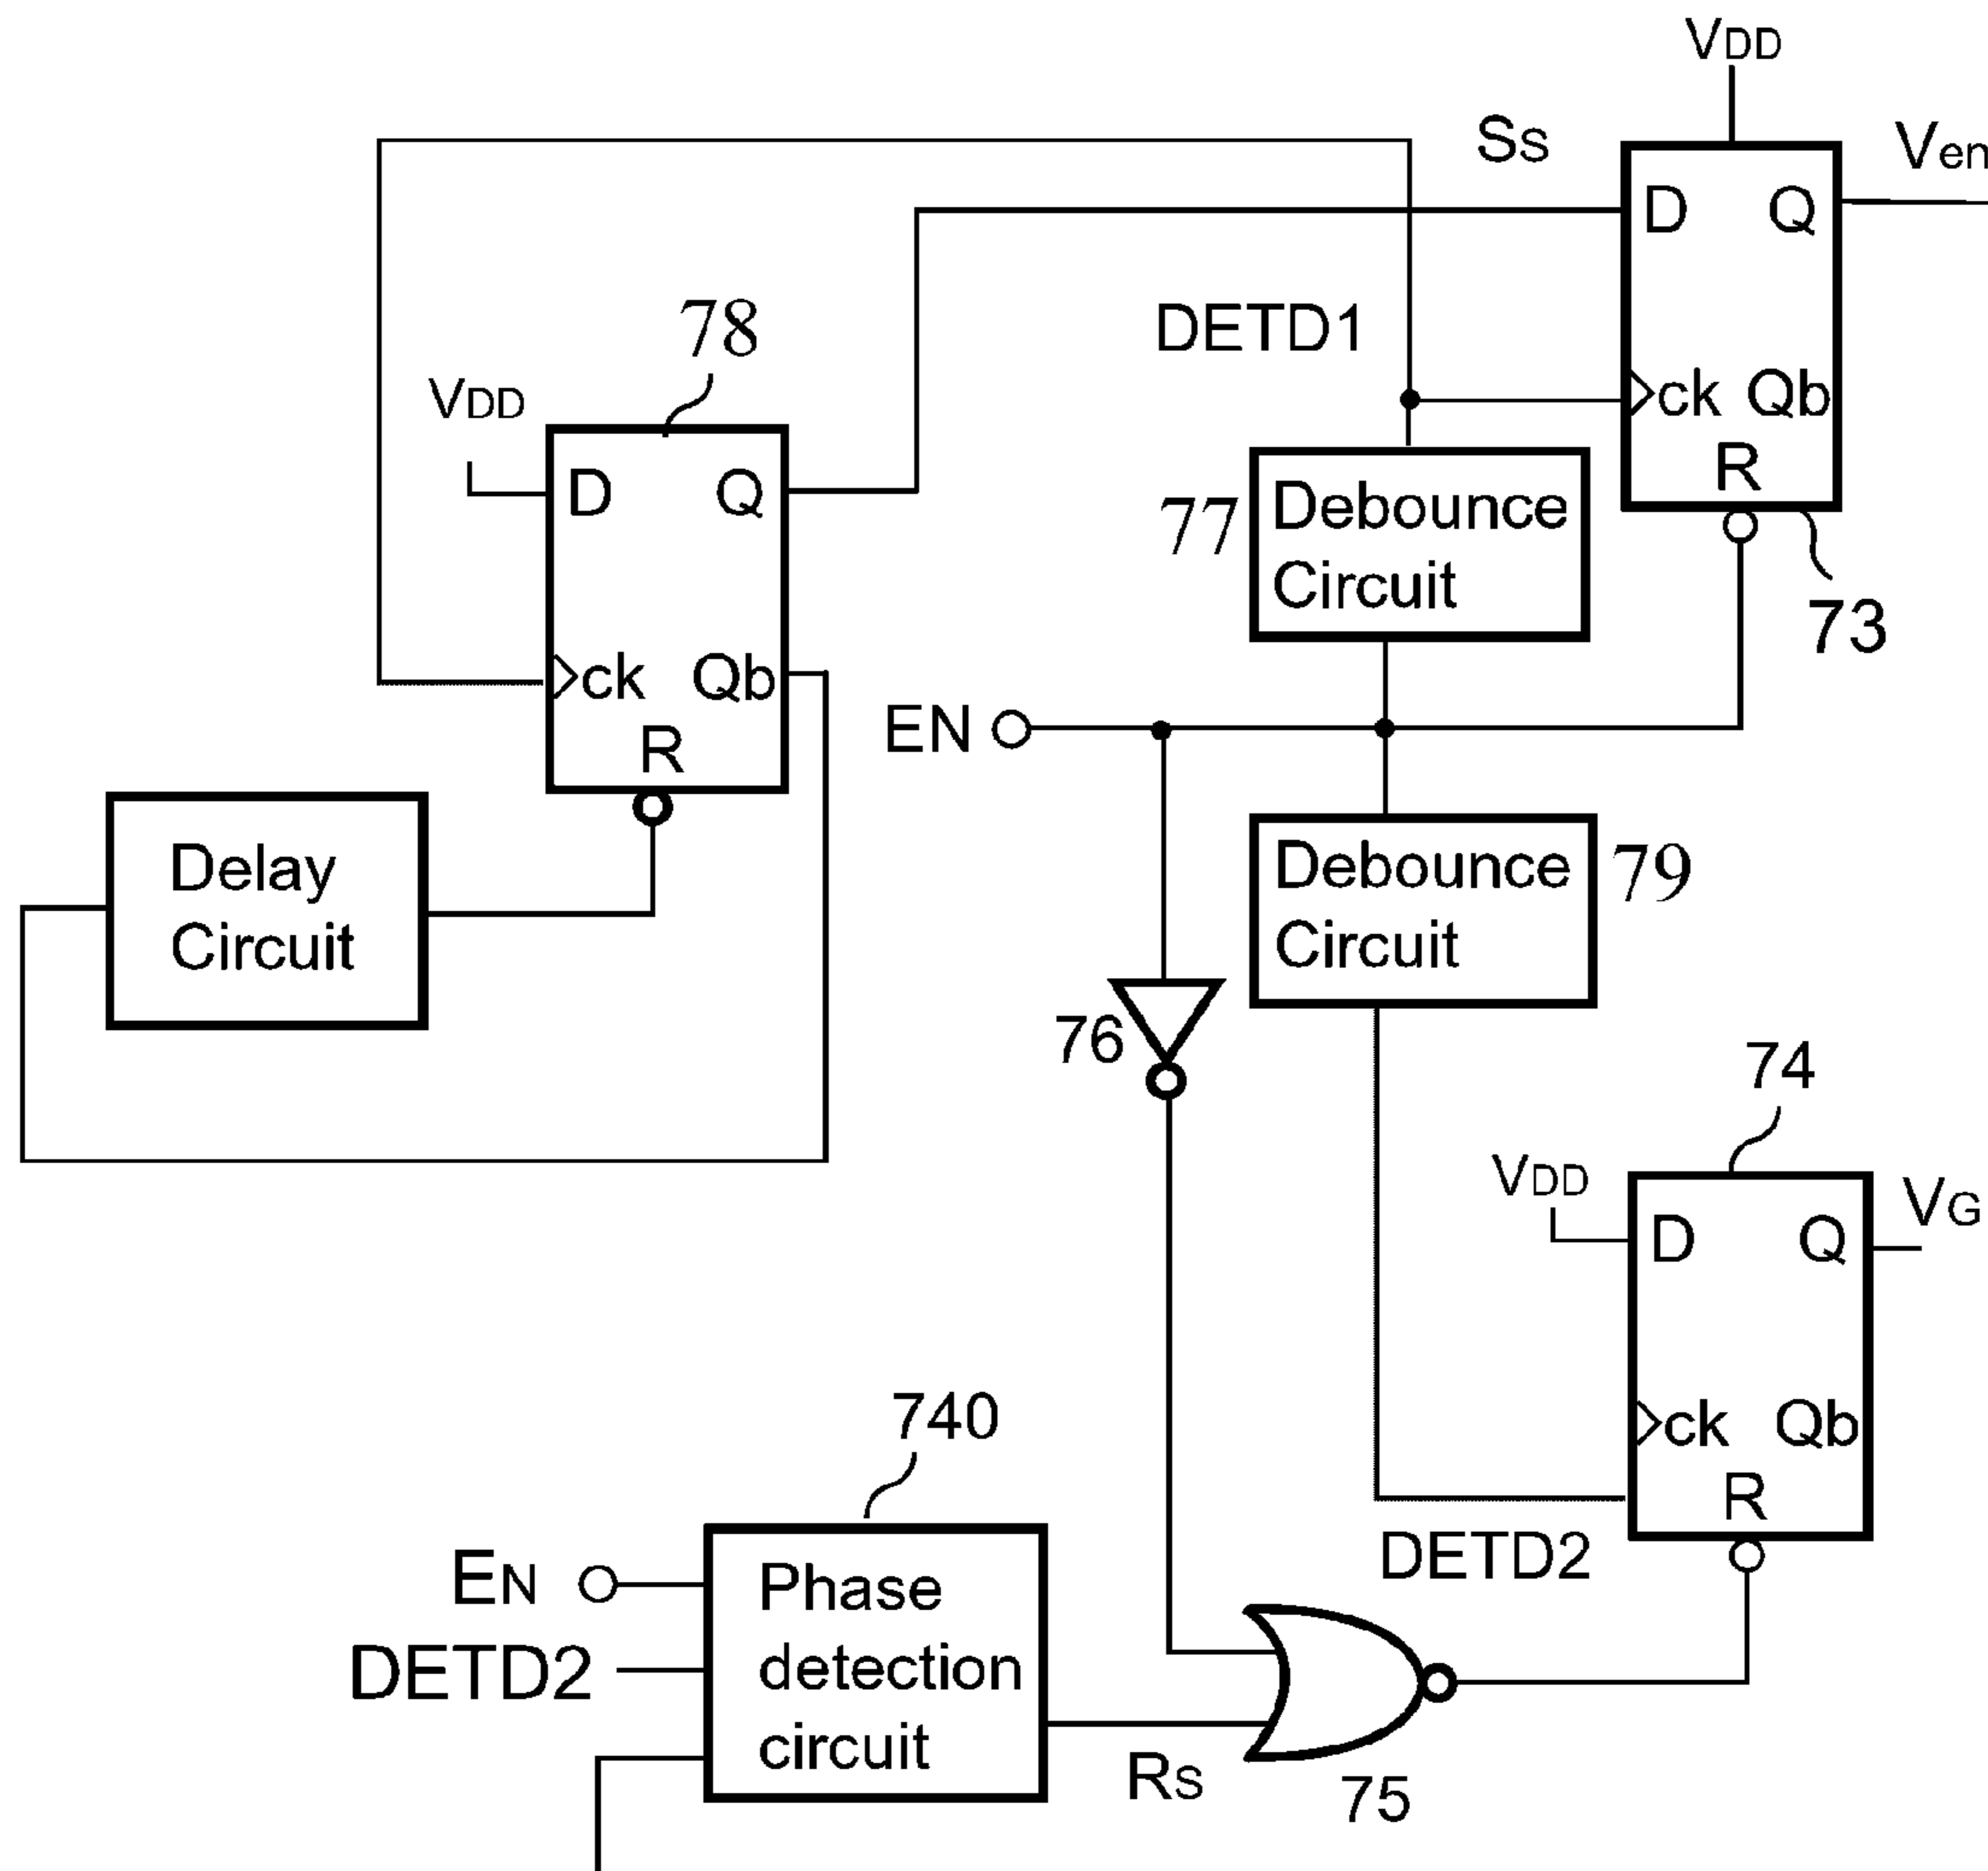 VDD
Ss
Ven
D Q
78
DETD1
VDD
ck Qb
R
D Q
77
Debounce
Circuit
73
ck Qb
R
EN
Delay
Circuit
Debounce
Circuit
79
76
74
VDD
VG
D Q
740
ck Qb
R
EN
Phase
detection
circuit
DETD2
DETD2
Rs
75